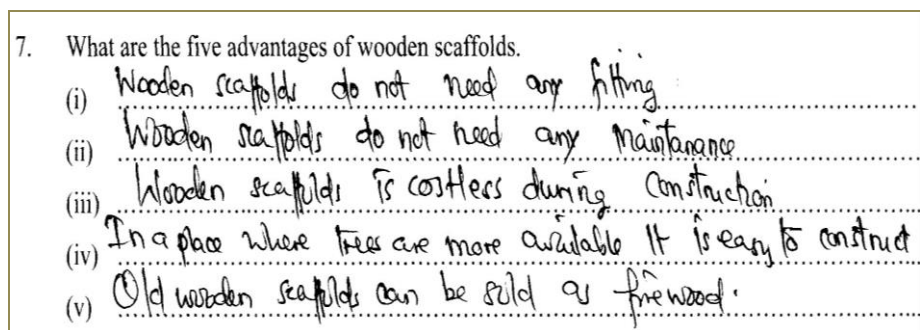 7. What are the five advantages of wooden scaffolds.
(i) Wooden scaffolds do not need any fitting
(ii) Wooden scaffolds do not need any maintanance
(iii) Wooden scaffolds is costless during construction
(iv) In a place where trees are more available It is easy to construct
(v) Old wooden scaffolds can be sold as firewood.